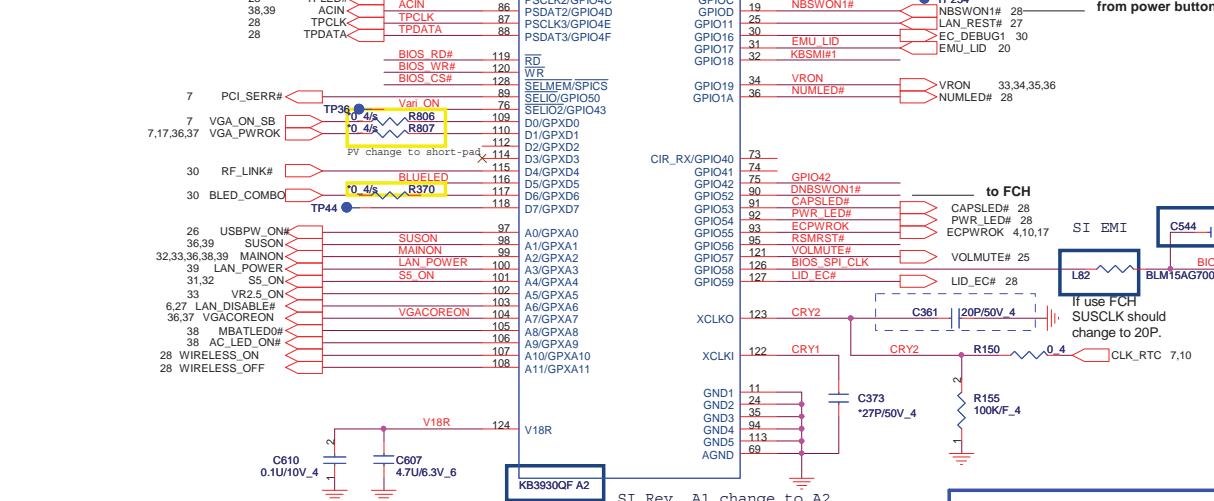 ACIN 86 PSDAT2/GPIO4D
38,39 ACIN
TPCLK 87 PSCLK3/GPIO4E
28 TPCLK
TPDATA 88 PSDAT3/GPIO4F
28 TPDATA
BIOS_RD# 119 RD
BIOS_WR# 120 WR
BIOS_CS# 128 SELMEM/SPICS
7 PCI_SERR# 89 SELIO/GPIO50
TP36 Vari_ON 76 SELIO2/GPIO43
7 VGA_ON_SB *0_4/s R806 109 D0/GPXD0
7,17,36,37 VGA_PWROK *0_4/s R807 110 D1/GPXD1
PV change to short-pad
112 D2/GPXD2
114 D3/GPXD3
30 RF_LINK# 115 D4/GPXD4
BLUELED 116 D5/GPXD5
30 BLED_COMBO *0_4/s R370 117 D6/GPXD6
TP44 118 D7/GPXD7
26 USBPW_ON# 97 A0/GPXA0
36,39 SUSON SUSON 98 A1/GPXA1
32,33,36,38,39 MAINON MAINON 99 A2/GPXA2
39 LAN_POWER LAN_POWER 100 A3/GPXA3
31,32 S5_ON S5_ON 101 A4/GPXA4
33 VR2.5_ON 102 A5/GPXA5
6,27 LAN_DISABLE# 103 A6/GPXA6
36,37 VGACOREON VGACOREON 104 A7/GPXA7
38 MBATLED0# 105 A8/GPXA8
38 AC_LED_ON# 106 A9/GPXA9
28 WIRELESS_ON 107 A10/GPXA10
28 WIRELESS_OFF 108 A11/GPXA11
V18R 124 V18R
2 1
C610
0.1U/10V_4
C607
4.7U/6.3V_6
KB3930QF A2
SI Rev. A1 change to A2
GPIOD 19 NBSWON1# NBSWON1# 28 from power button
GPIO11 25 LAN_REST# 27
GPIO16 30 EC_DEBUG1 30
GPIO17 31 EMU_LID EMU_LID 20
GPIO18 32 KBSMI#1
GPIO19 34 VRON VRON 33,34,35,36
GPIO1A 36 NUMLED# NUMLED# 28
CIR_RX/GPIO40 73
GPIO41 74
GPIO42 75 GPIO42
GPIO52 90 DNBSWON1# to FCH
GPIO53 91 CAPSLED# CAPSLED# 28
GPIO54 92 PWR_LED# PWR_LED# 28
GPIO55 93 ECPWROK ECPWROK 4,10,17
GPIO56 95 RSMRST#
GPIO57 121 VOLMUTE# VOLMUTE# 25
GPIO58 126 BIOS_SPI_CLK
GPIO59 127 LID_EC# LID_EC# 28
SI EMI
C544
L82 BLM15AG700
XCLKO 123 CRY2
C361 20P/50V_4
If use FCH
SUSCLK should
change to 20P.
XCLKI 122 CRY1 CRY2 R150 0_4 CLK_RTC 7,10
C373
*27P/50V_4
2 1
R155
100K/F_4
GND1 11
GND2 24
GND3 35
GND4 94
GND5 113
AGND 69